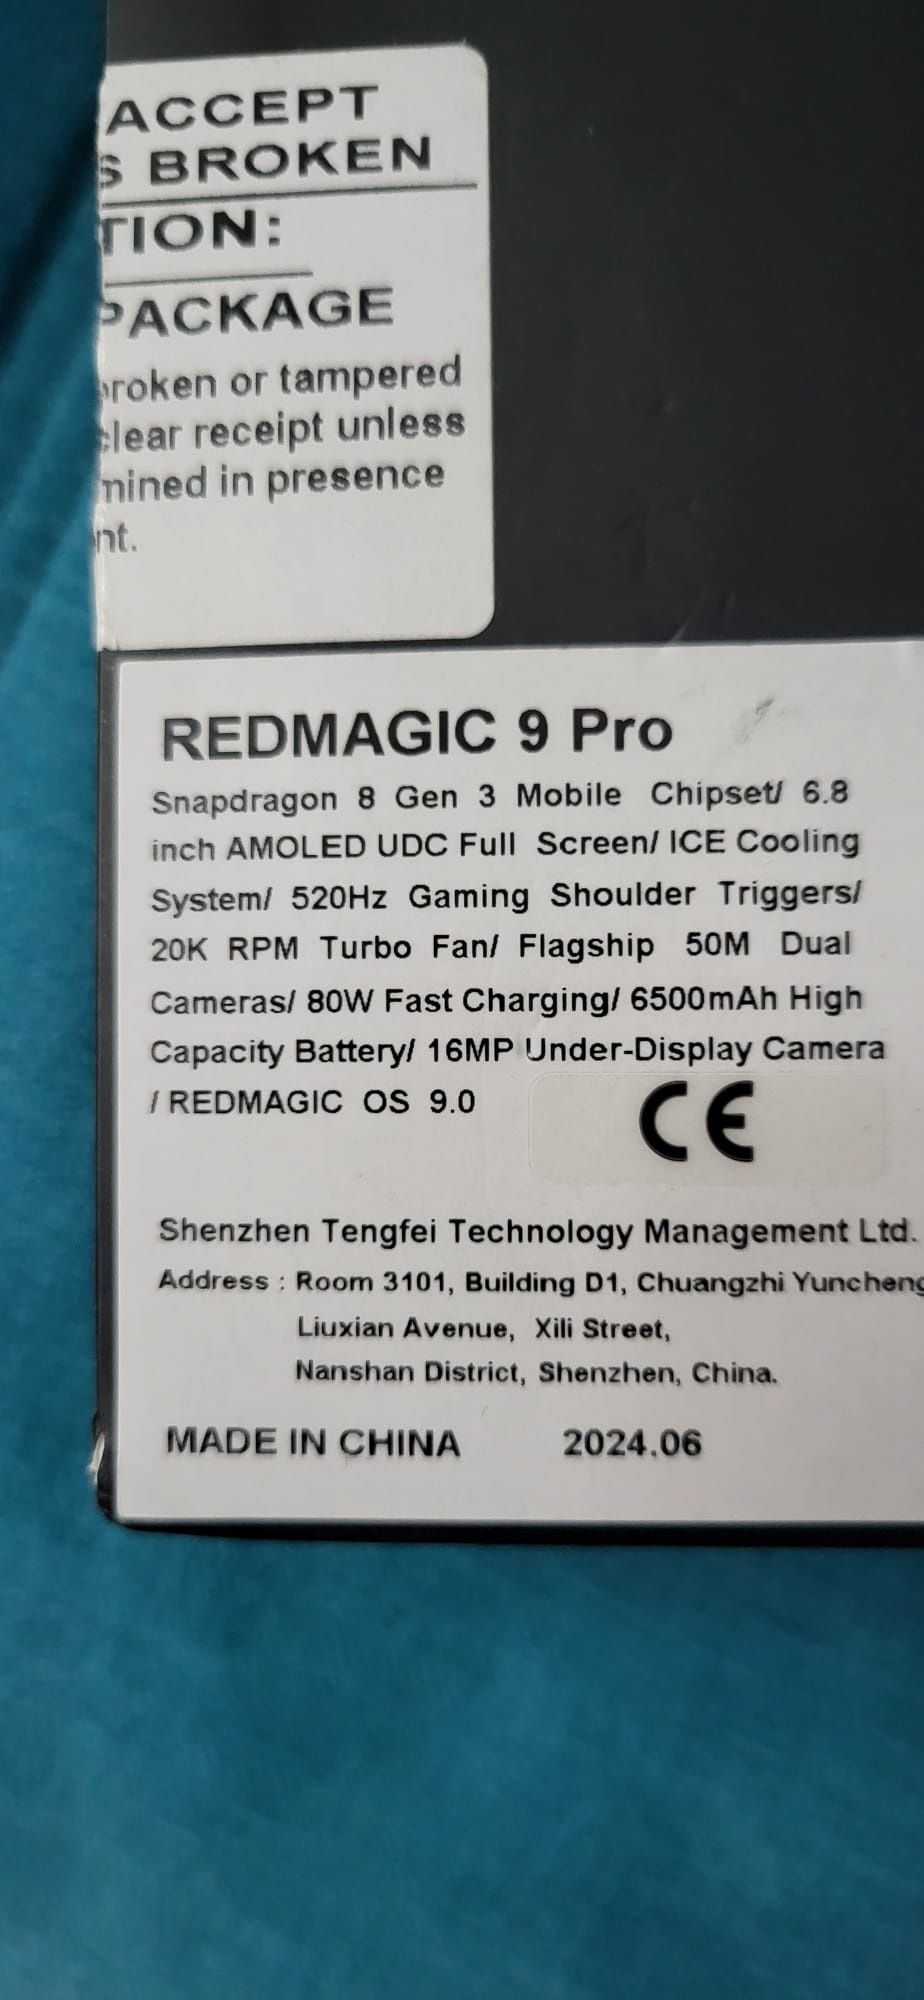 ACCEPT
S BROKEN
TION:
PACKAGE
broken or tampered
clear receipt unless
mined in presence
nt.
REDMAGIC 9 Pro
Snapdragon 8 Gen 3 Mobile Chipset/ 6.8
inch AMOLED UDC Full Screen/ ICE Cooling
System/ 520Hz Gaming Shoulder Triggers/
20K RPM Turbo Fan/ Flagship 50M Dual
Cameras/ 80W Fast Charging/ 6500mAh High
Capacity Battery/ 16MP Under-Display Camera
/ REDMAGIC OS 9.0
CE
Shenzhen Tengfei Technology Management Ltd.
Address : Room 3101, Building D1, Chuangzhi Yuncheng
Liuxian Avenue, Xili Street,
Nanshan District, Shenzhen, China.
MADE IN CHINA 2024.06